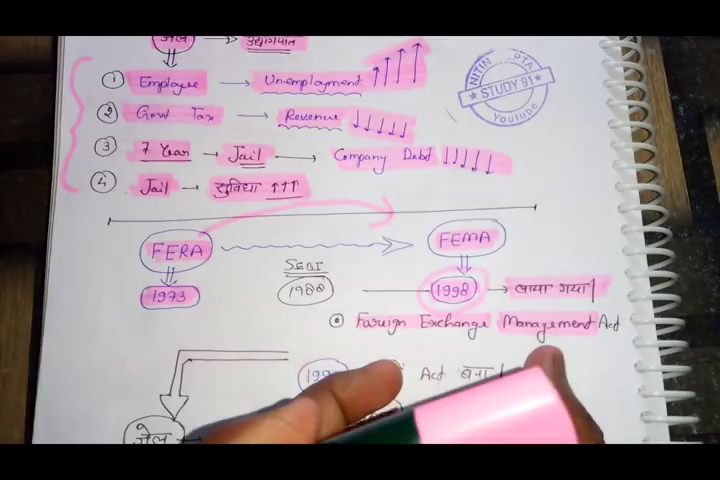 जेल → उद्योगपति
① Employee → Unemployment ↑↑↑↑
② Govt Tax → Revenue ↓↓↓↓↓
③ 7 Year → Jail → Company Debt ↓↓↓↓↓
④ Jail → सुविधा ↑↑↑
NITIN GUPTA
★ STUDY 91 ★
Youtube
FERA → FEMA
SEBI
1973 1988 1998 → लाया गया|
Foriegn Exchange Management Act
Act बना|
जेल